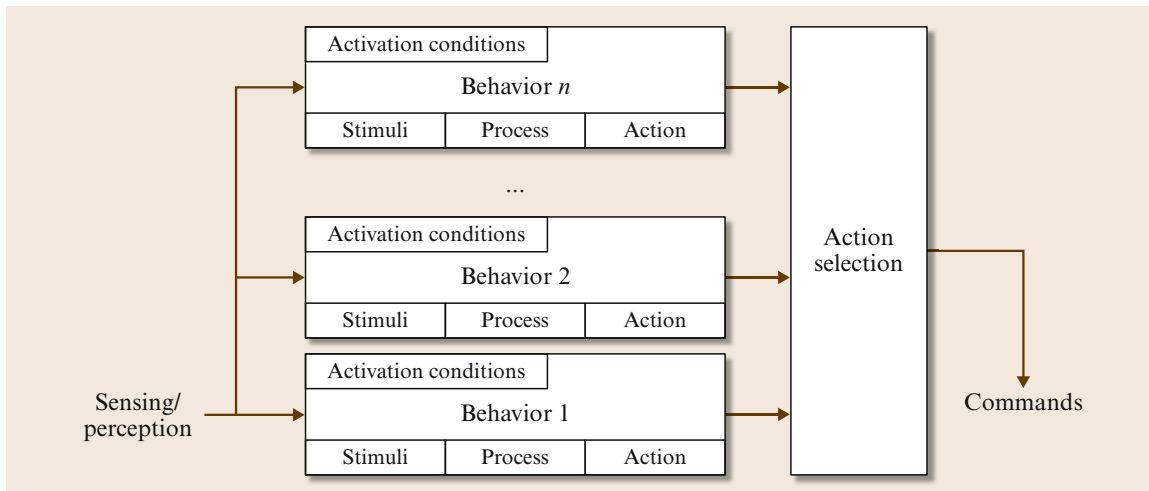 Activation conditions
Behavior n
Stimuli Process Action
...
Activation conditions
Behavior 2
Stimuli Process Action
Activation conditions
Behavior 1
Stimuli Process Action
Sensing/
perception
Action
selection
Commands